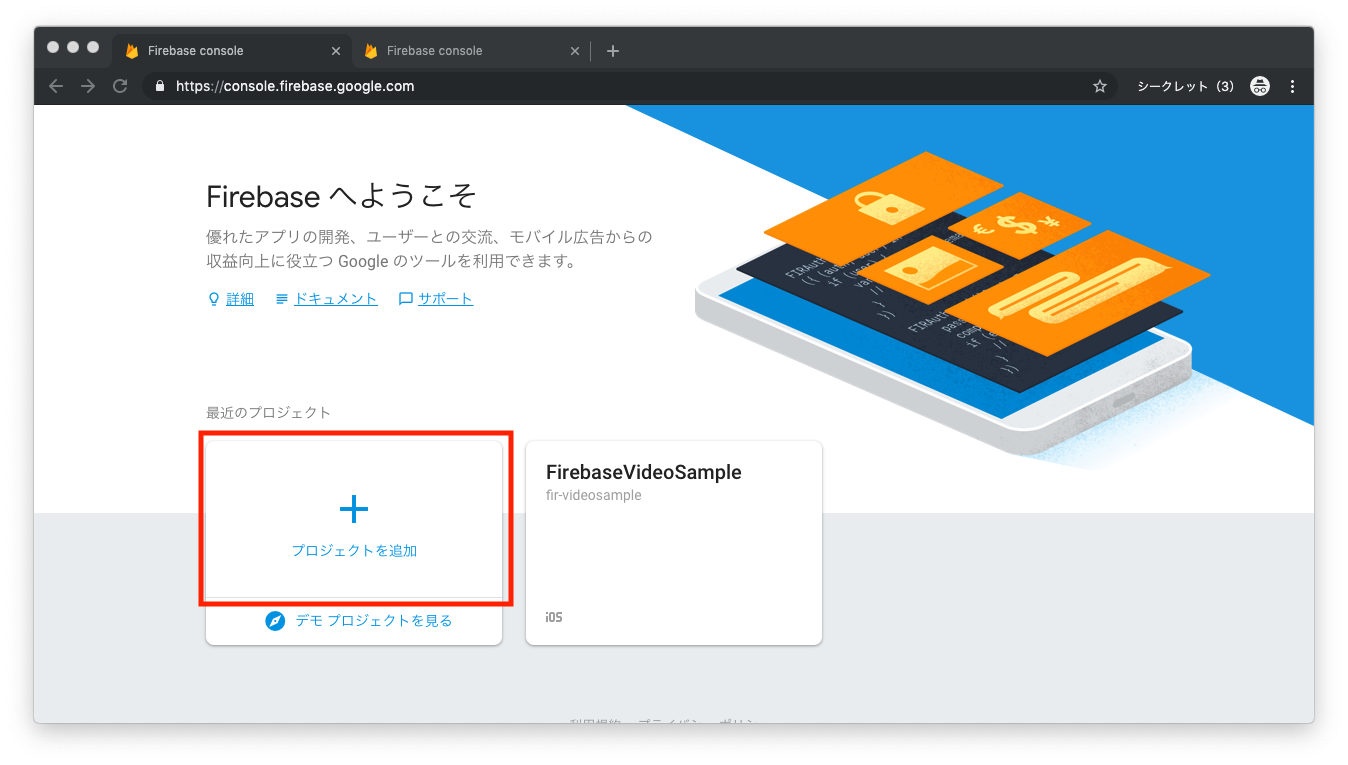 Firebase console
Firebase console
https://console.firebase.google.com
シークレット (3)
Firebase へようこそ
優れたアプリの開発、ユーザーとの交流、モバイル広告からの
収益向上に役立つ Google のツールを利用できます。
詳細
ドキュメント
サポート
最近のプロジェクト
プロジェクトを追加
デモ プロジェクトを見る
FirebaseVideoSample
fir-videosample
iOS